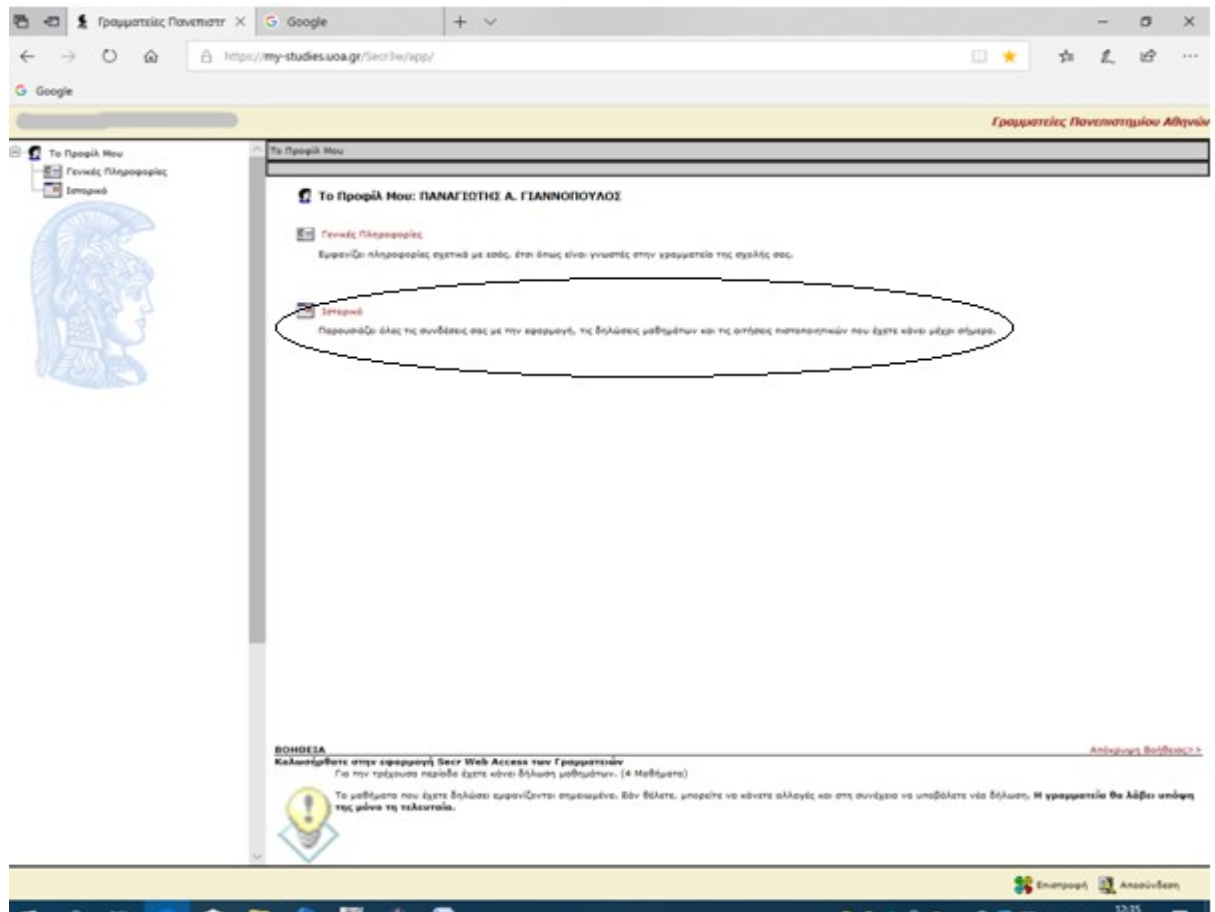 Γραμματείες Πανεπιστ
Google
https://my-studies.uoa.gr/Secr3w/app/
Google
Γραμματείες Πανεπιστημίου Αθηνών
Το Προφίλ Μου
Γενικές Πληροφορίες
Ιστορικό
Το Προφίλ Μου
Το Προφίλ Μου: ΠΑΝΑΓΙΩΤΗΣ Α. ΓΙΑΝΝΟΠΟΥΛΟΣ
Γενικές Πληροφορίες
Εμφανίζει πληροφορίες σχετικά με εσάς, έτσι όπως είναι γνωστές στην γραμματεία της σχολής σας.
Ιστορικό
Παρουσιάζει όλες τις συνδέσεις σας με την εφαρμογή, τις δηλώσεις μαθημάτων και τις αιτήσεις πιστοποιητικών που έχετε κάνει μέχρι σήμερα.
ΒΟΗΘΕΙΑ
Απόκρυψη Βοήθειας>>
Καλωσήρθατε στην εφαρμογή Secr Web Access των Γραμματειών
Για την τρέχουσα περίοδο έχετε κάνει δήλωση μαθημάτων. (4 Μαθήματα)
Τα μαθήματα που έχετε δηλώσει εμφανίζονται σημειωμένα. Εάν θέλετε, μπορείτε να κάνετε αλλαγές και στη συνέχεια να υποβάλετε νέα δήλωση. Η γραμματεία θα λάβει υπόψη
της μόνο τη τελευταία.
Επιστροφή
Αποσύνδεση
12:35